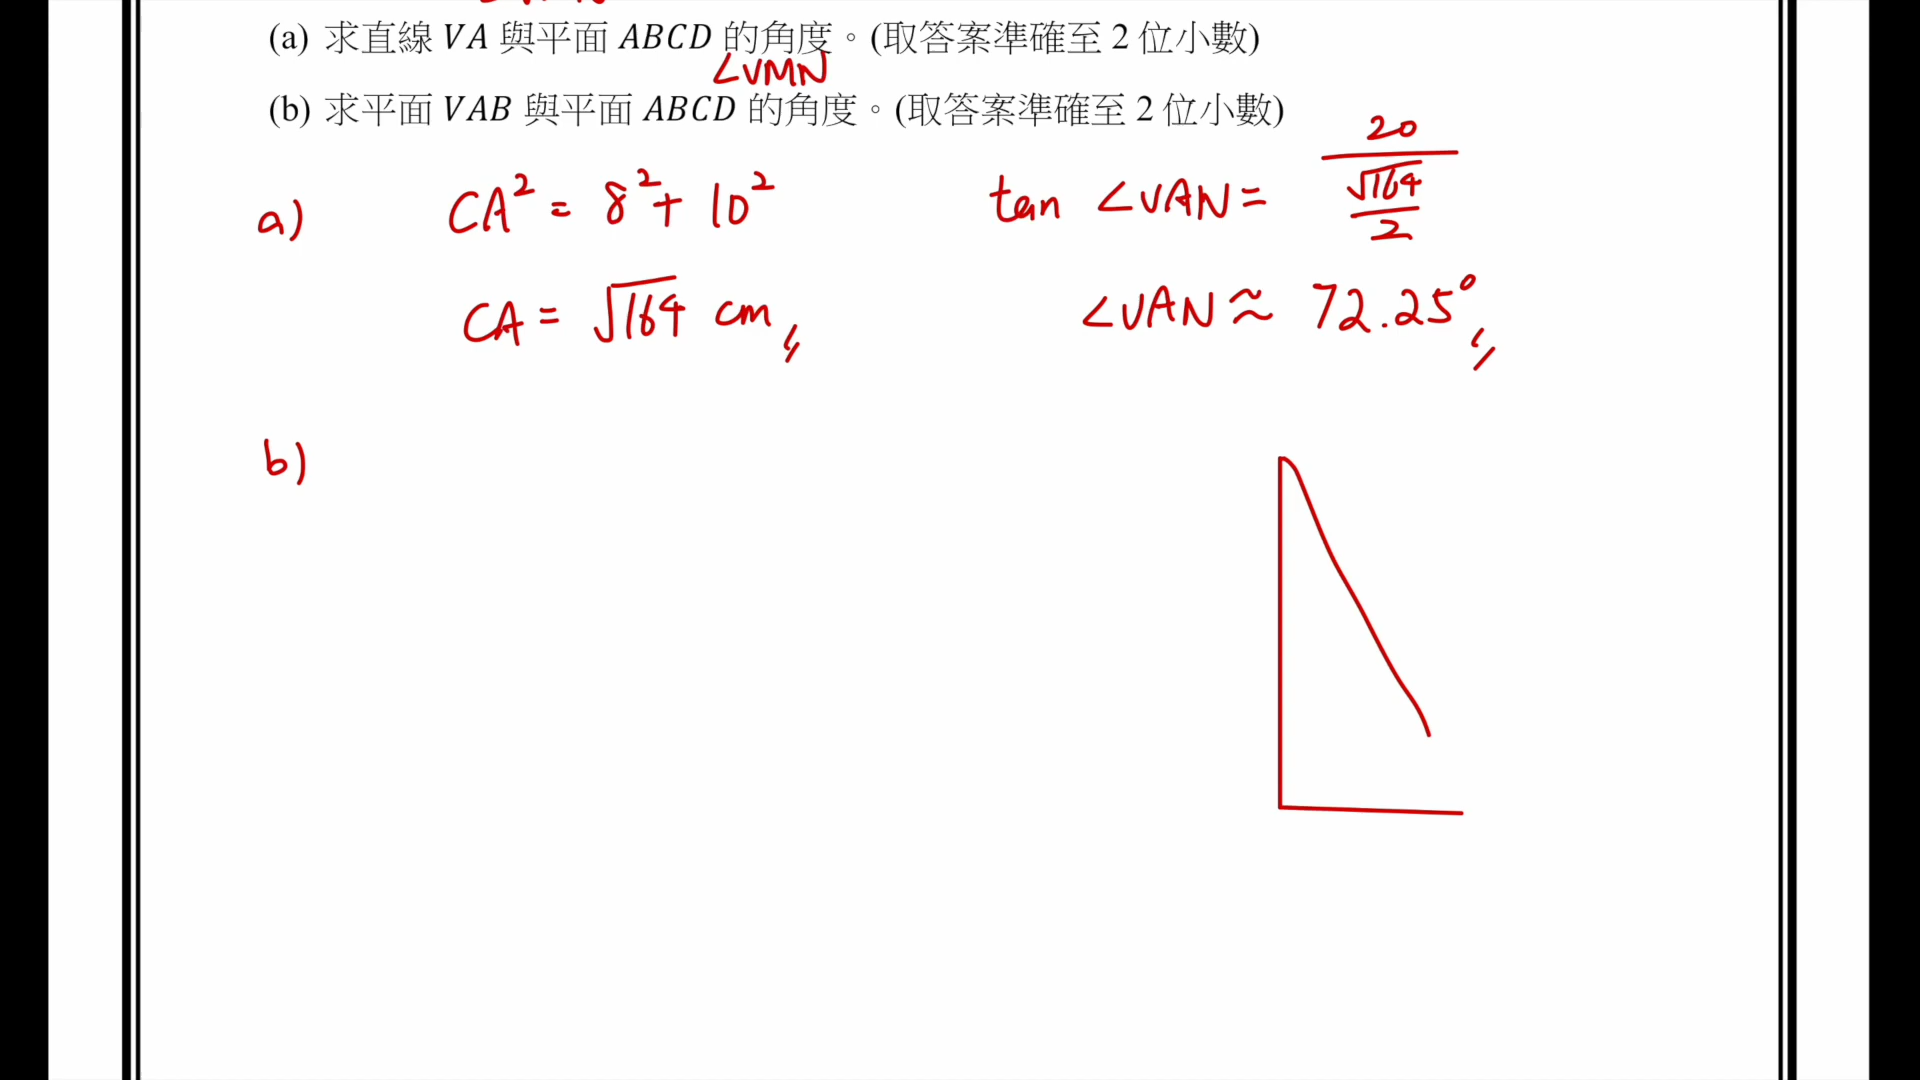 (a) 求直線 VA 與平面 ABCD 的角度。(取答案準確至 2 位小數)
∠VMN
(b) 求平面 VAB 與平面 ABCD 的角度。(取答案準確至 2 位小數)
a) CA² = 8² + 10²
CA = √164 cm
tan ∠VAN = 20 / (√164 / 2)
∠VAN ≈ 72.25°
b)